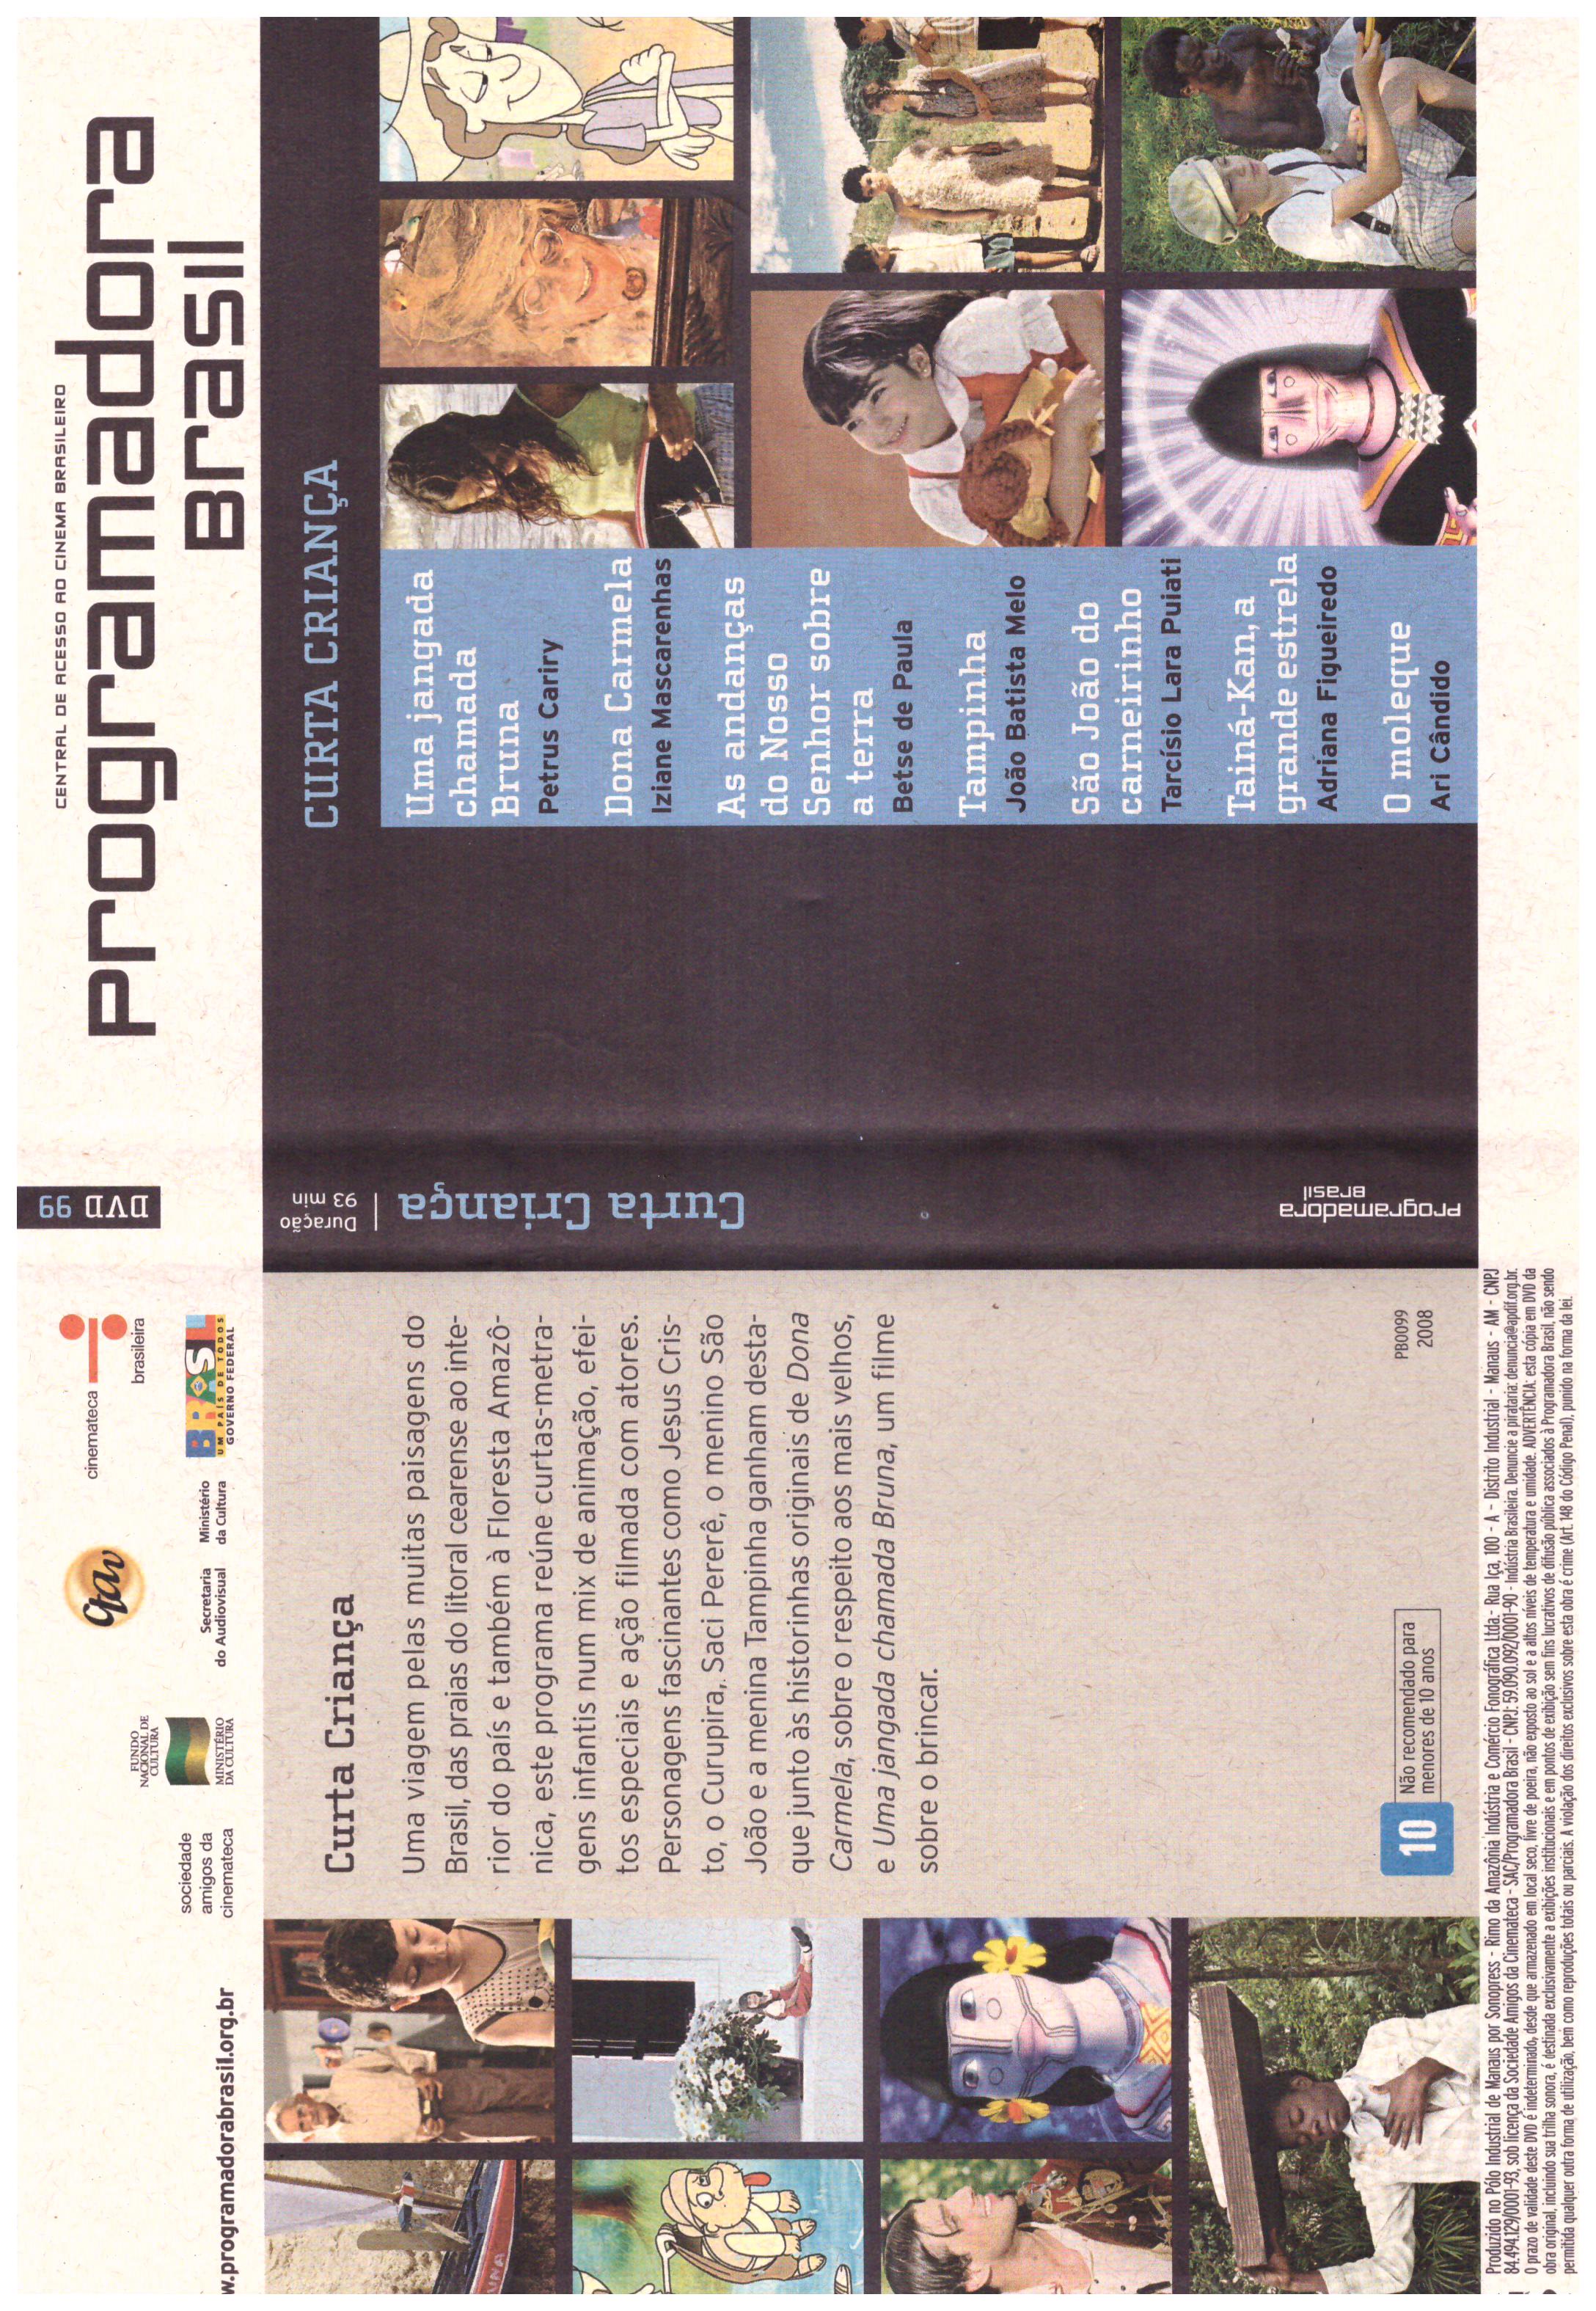 CENTRAL DE ACESSO AO CINEMA BRASILEIRO
programadora
Brasil
CURTA CRIANÇA
Uma jangada
chamada
Bruna
Petrus Cariry
Dona Carmela
Iziane Mascarenhas
As andanças
do Nosso
Senhor sobre
a terra
Betse de Paula
Tampinha
João Batista Melo
São João do
carneirinho
Tarcísio Lara Puiati
Tainá-Kan, a
grande estrela
Adriana Figueiredo
O moleque
Ari Cândido
DVD 99
Duração
93 min
Curta Criança
programadora
Brasil
www.programadorabrasil.org.br
sociedade
amigos da
cinemateca
FUNDO
NACIONAL DE
CULTURA
MINISTÉRIO
DA CULTURA
Secretaria
do Audiovisual
Ministério
da Cultura
cinemateca
brasileira
BRASIL
UM PAÍS DE TODOS
GOVERNO FEDERAL
Curta Criança
Uma viagem pelas muitas paisagens do
Brasil, das praias do litoral cearense ao inte-
rior do país e também à Floresta Amazô-
nica, este programa reúne curtas-metra-
gens infantis num mix de animação, efei-
tos especiais e ação filmada com atores.
Personagens fascinantes como Jesus Cris-
to, o Curupira, Saci Pererê, o menino São
João e a menina Tampinha ganham desta-
que junto às historinhas originais de Dona
Carmela, sobre o respeito aos mais velhos,
e Uma jangada chamada Bruna, um filme
sobre o brincar.
10
Não recomendado para
menores de 10 anos
PB0099
2008
Produzido no Pólo Industrial de Manaus por Sonopress - Rimo da Amazônia Indústria e Comércio Fonográfica Ltda.- Rua Içá, 100 - A - Distrito Industrial - Manaus - AM - CNPJ
84.494.129/0001-93, sob licença da Sociedade Amigos da Cinemateca - SAC/Programadora Brasil - CNPJ: 59.090.092/0001-90 - Indústria Brasileira. Denuncie a pirataria: denuncia@apdif.org.br.
O prazo de validade deste DVD é indeterminado, desde que armazenado em local seco, livre de poeira, não exposto ao sol e a altos níveis de temperatura e umidade. ADVERTÊNCIA: esta cópia em DVD da
obra original, incluindo sua trilha sonora, é destinada exclusivamente a exibições institucionais e em pontos de exibição sem fins lucrativos de difusão pública associados à Programadora Brasil, não sendo
permitida qualquer outra forma de utilização, bem como reproduções totais ou parciais. A violação dos direitos exclusivos sobre esta obra é crime (Art. 148 do Código Penal), punido na forma da lei.